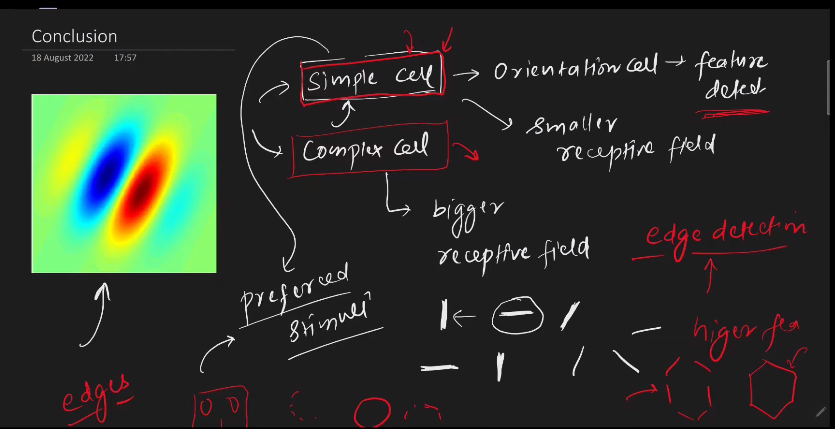 Conclusion
18 August 2022 17:57
Simple cell
Orientation cell
feature
detect
smaller
receptive field
Complex cell
bigger
receptive field
edge detection
preferred
stimuli
higer fea
edges